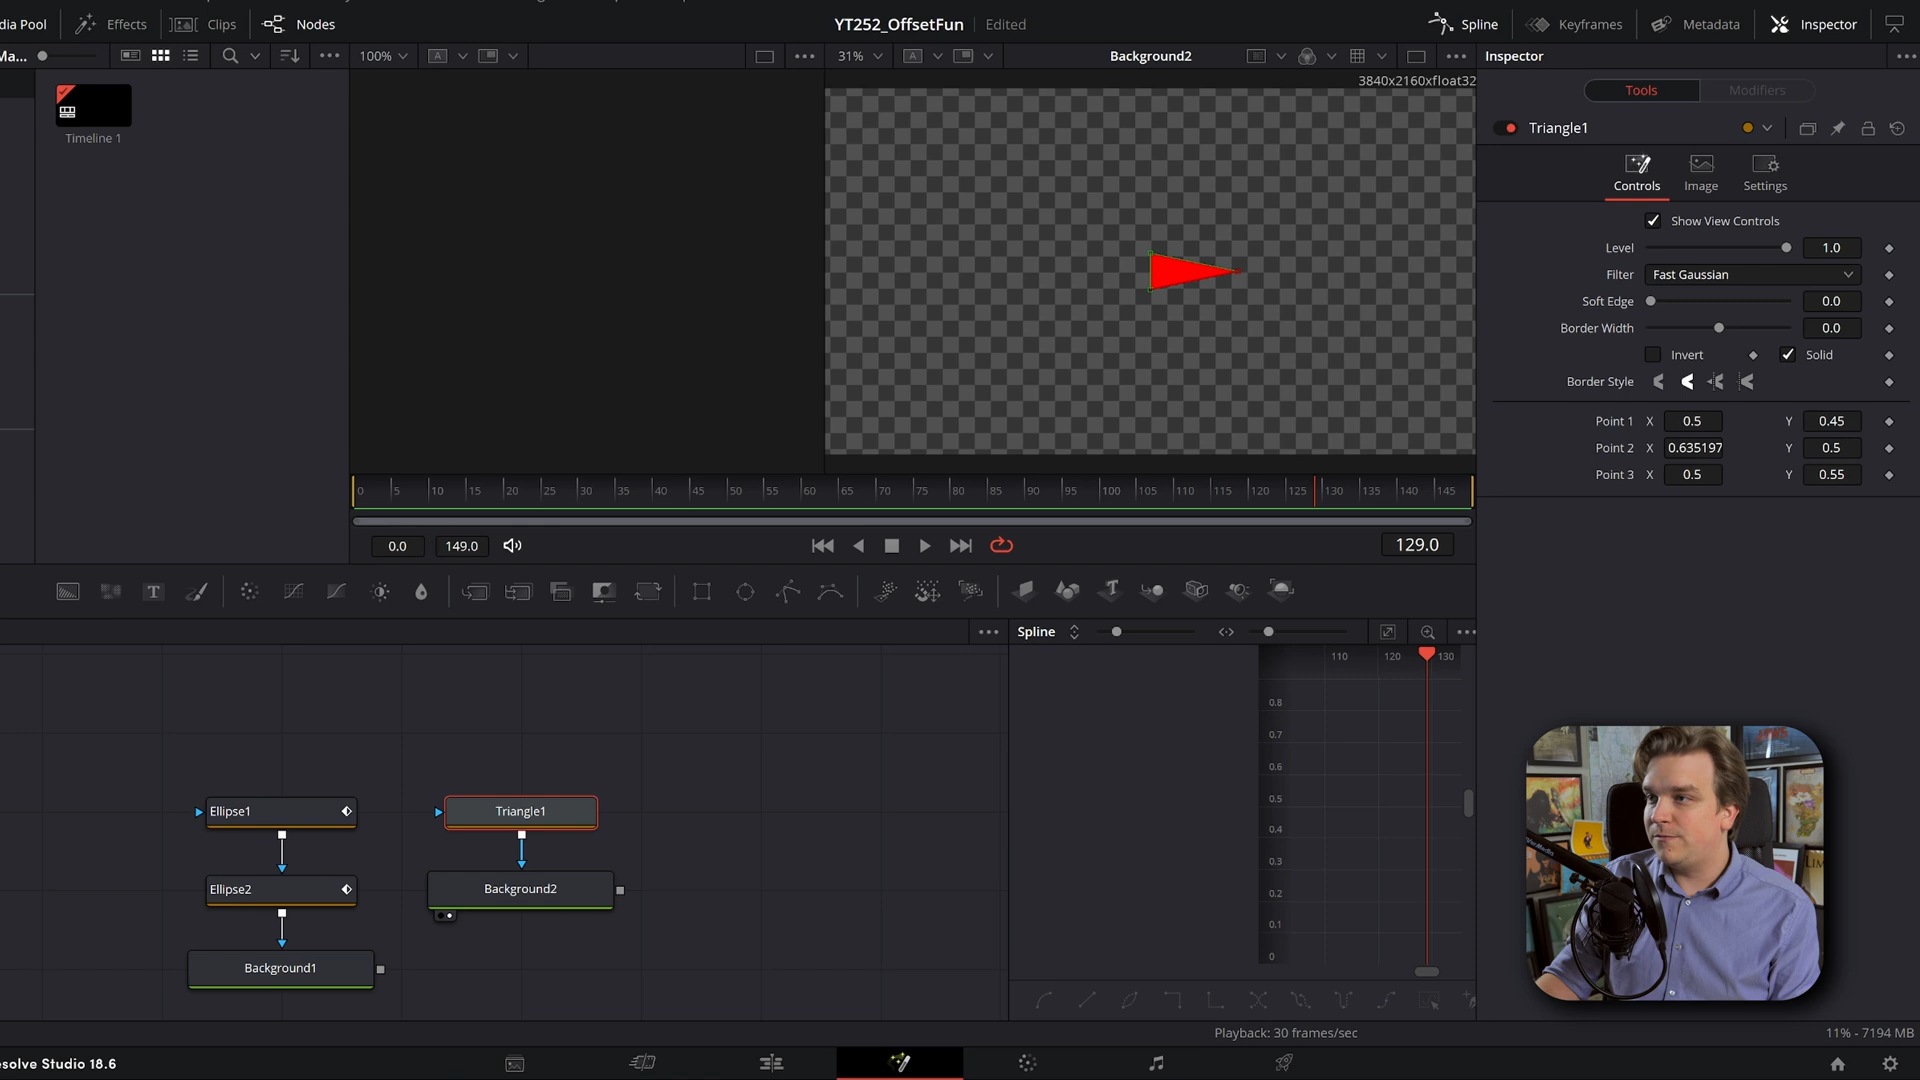 dia Pool
Effects
Clips
Nodes
YT252_OffsetFun
Edited
Spline
Keyframes
Metadata
Inspector
Ma...
100%
A
31%
A
Background2
Inspector
3840x2160xfloat32
Tools
Modifiers
Timeline 1
Triangle1
Controls
Image
Settings
Show View Controls
Level
1.0
Filter
Fast Gaussian
Soft Edge
0.0
Border Width
0.0
Invert
Solid
Border Style
Point 1 X 0.5 Y 0.45
Point 2 X 0.635197 Y 0.5
Point 3 X 0.5 Y 0.55
0 5 10 15 20 25 30 35 40 45 50 55 60 65 70 75 80 85 90 95 100 105 110 115 120 125 130 135 140 145
0.0
149.0
129.0
T
T
Spline
110 120 130
0.8
0.7
0.6
0.5
0.4
0.3
0.2
0.1
0
Ellipse1
Triangle1
Ellipse2
Background2
Background1
Playback: 30 frames/sec
11% - 7194 MB
esolve Studio 18.6